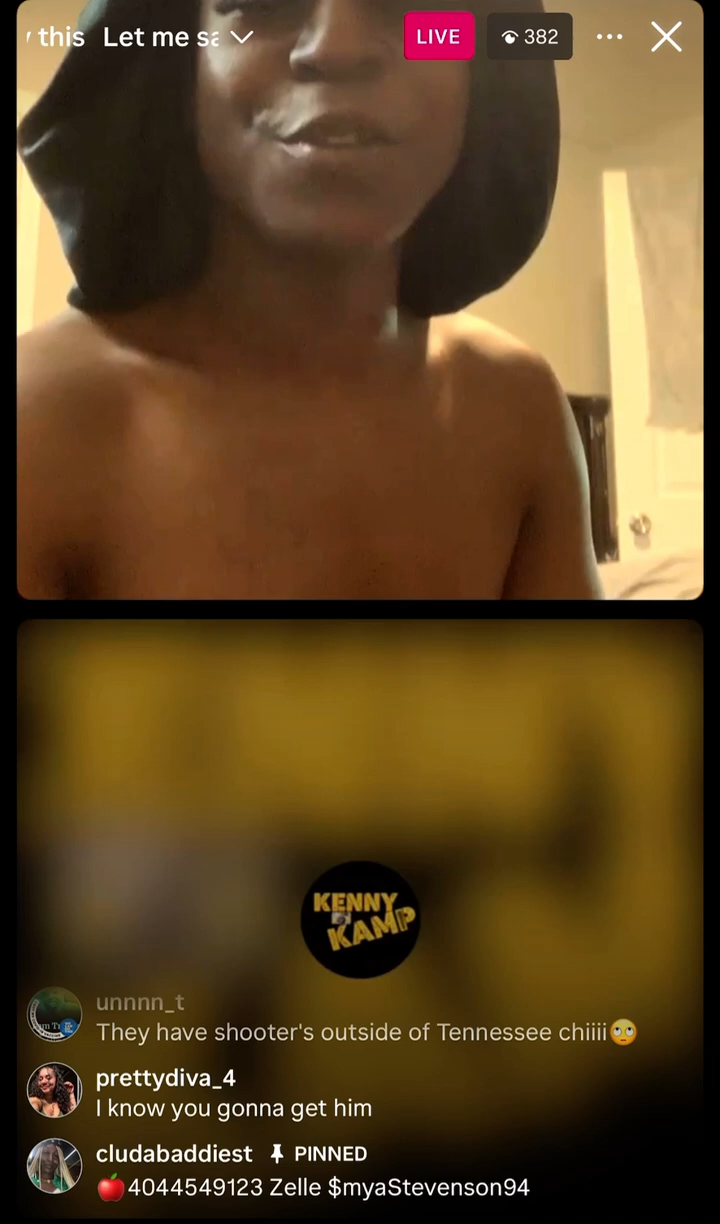 this Let me sa
LIVE
382
KENNY
KAMP
unnnn_t
They have shooter's outside of Tennessee chiiii🙄
prettydiva_4
I know you gonna get him
cludabaddiest 📌 PINNED
🍎4044549123 Zelle $myaStevenson94